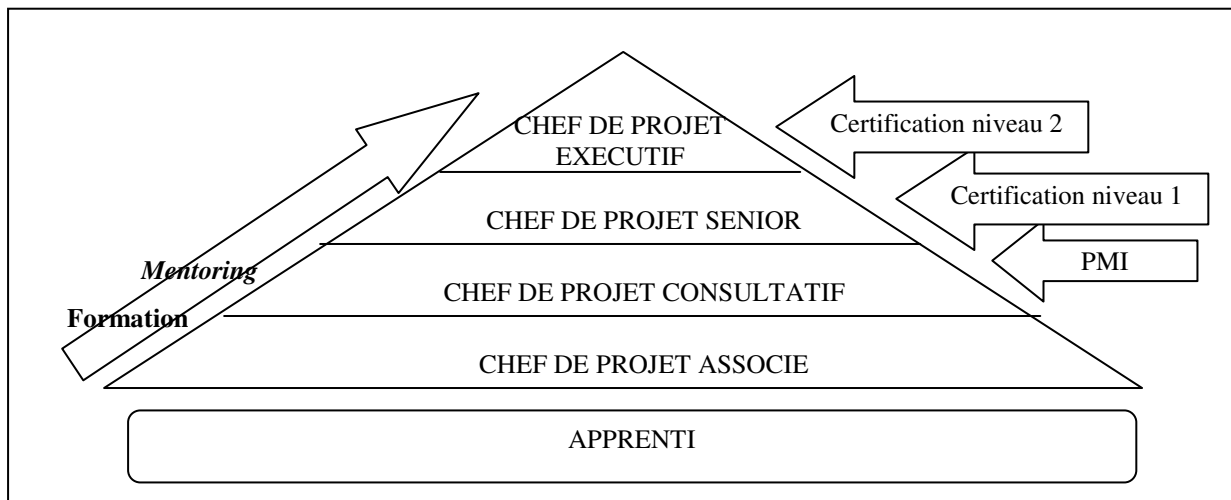 CHEF DE PROJET
EXECUTIF
Certification niveau 2
Certification niveau 1
CHEF DE PROJET SENIOR
PMI
Mentoring
CHEF DE PROJET CONSULTATIF
Formation
CHEF DE PROJET ASSOCIE
APPRENTI